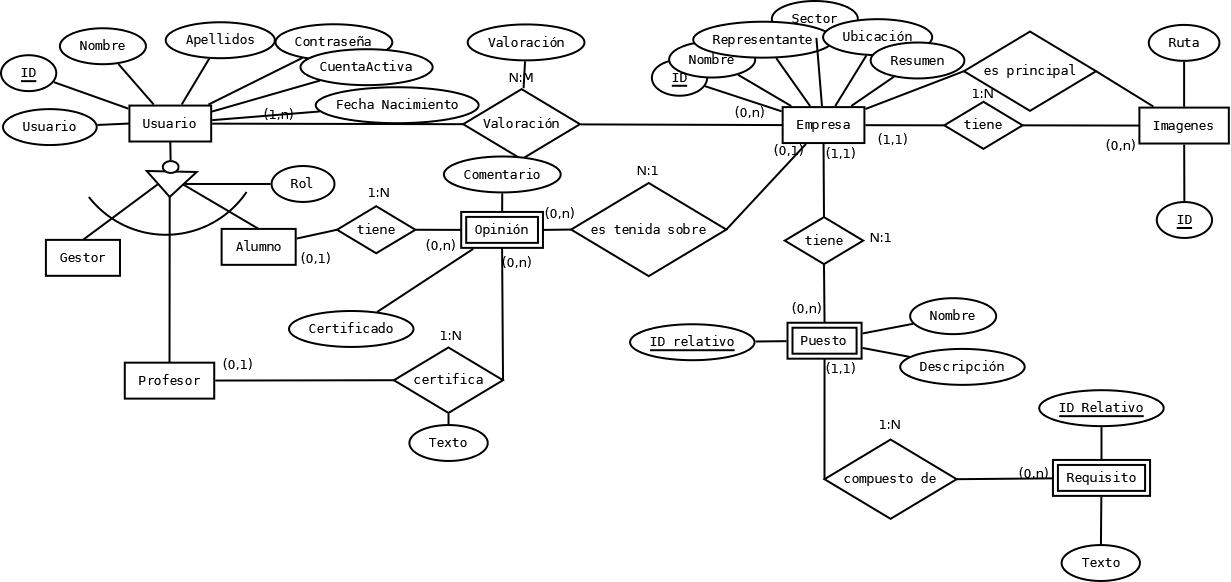 Sector
Nombre
Apellidos
Contraseña
Valoración
Representante
Ubicación
Ruta
ID
CuentaActiva
Nombre
Resumen
es principal
N:M
ID
1:N
Fecha Nacimiento
Usuario
Usuario
(1,n)
Valoración
(0,n)
Empresa
(1,1)
tiene
Imagenes
(0,n)
(0,1)
(1,1)
Comentario
N:1
Rol
1:N
(0,n)
ID
tiene
Opinión
es tenida sobre
Gestor
Alumno
(0,n)
(0,1)
(0,n)
tiene
N:1
(0,n)
Nombre
Certificado
1:N
ID relativo
Puesto
(0,1)
(1,1)
Descripción
Profesor
certifica
Texto
ID Relativo
1:N
compuesto de
(0,n)
Requisito
Texto